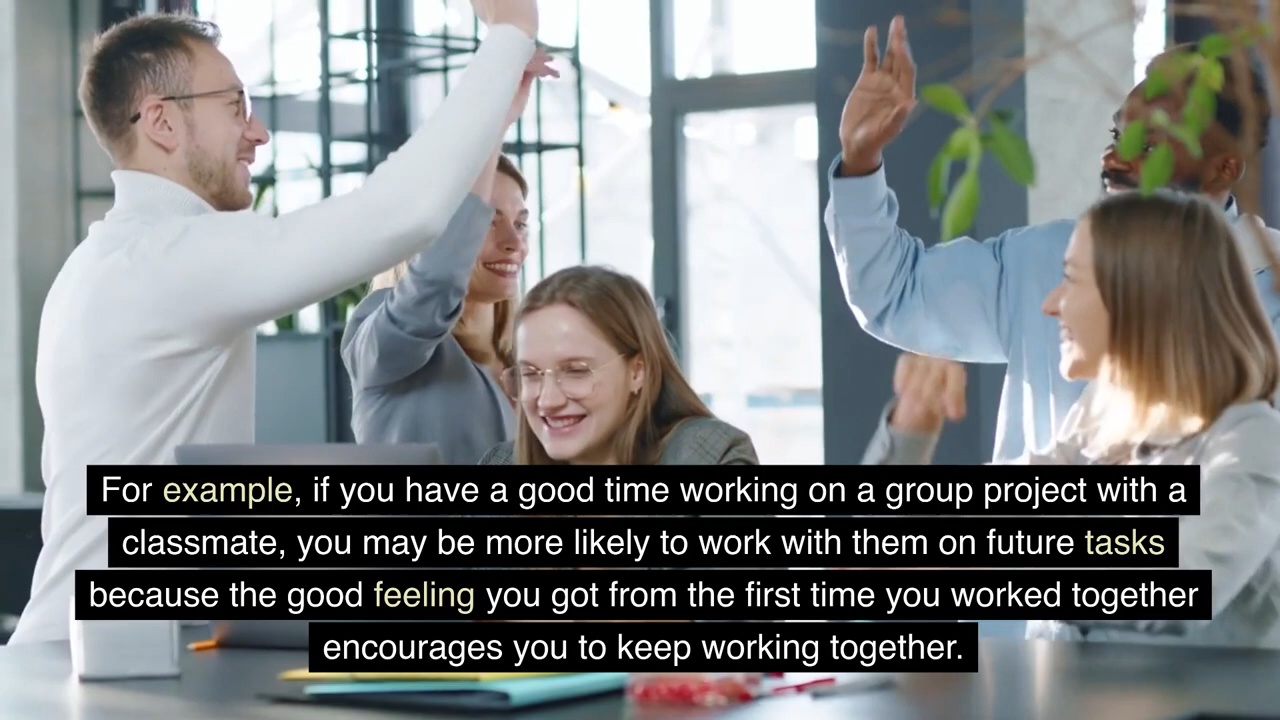 For example, if you have a good time working on a group project with a
classmate, you may be more likely to work with them on future tasks
because the good feeling you got from the first time you worked together
encourages you to keep working together.